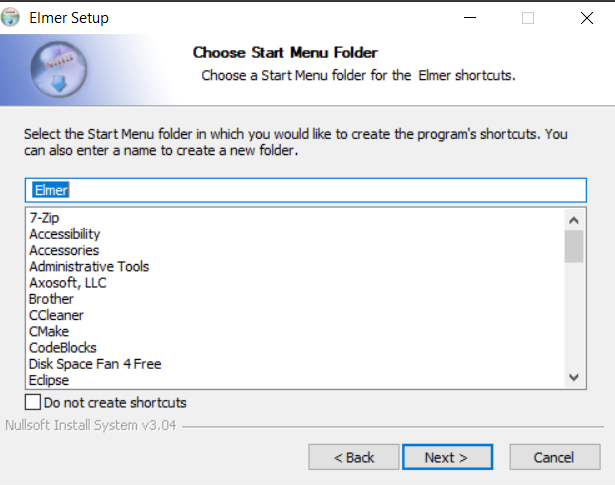 Elmer Setup
Choose Start Menu Folder
Choose a Start Menu folder for the Elmer shortcuts.
Select the Start Menu folder in which you would like to create the program's shortcuts. You
can also enter a name to create a new folder.
Elmer
7-Zip
Accessibility
Accessories
Administrative Tools
Axosoft, LLC
Brother
CCleaner
CMake
CodeBlocks
Disk Space Fan 4 Free
Eclipse
Do not create shortcuts
Nullsoft Install System v3.04
< Back
Next >
Cancel